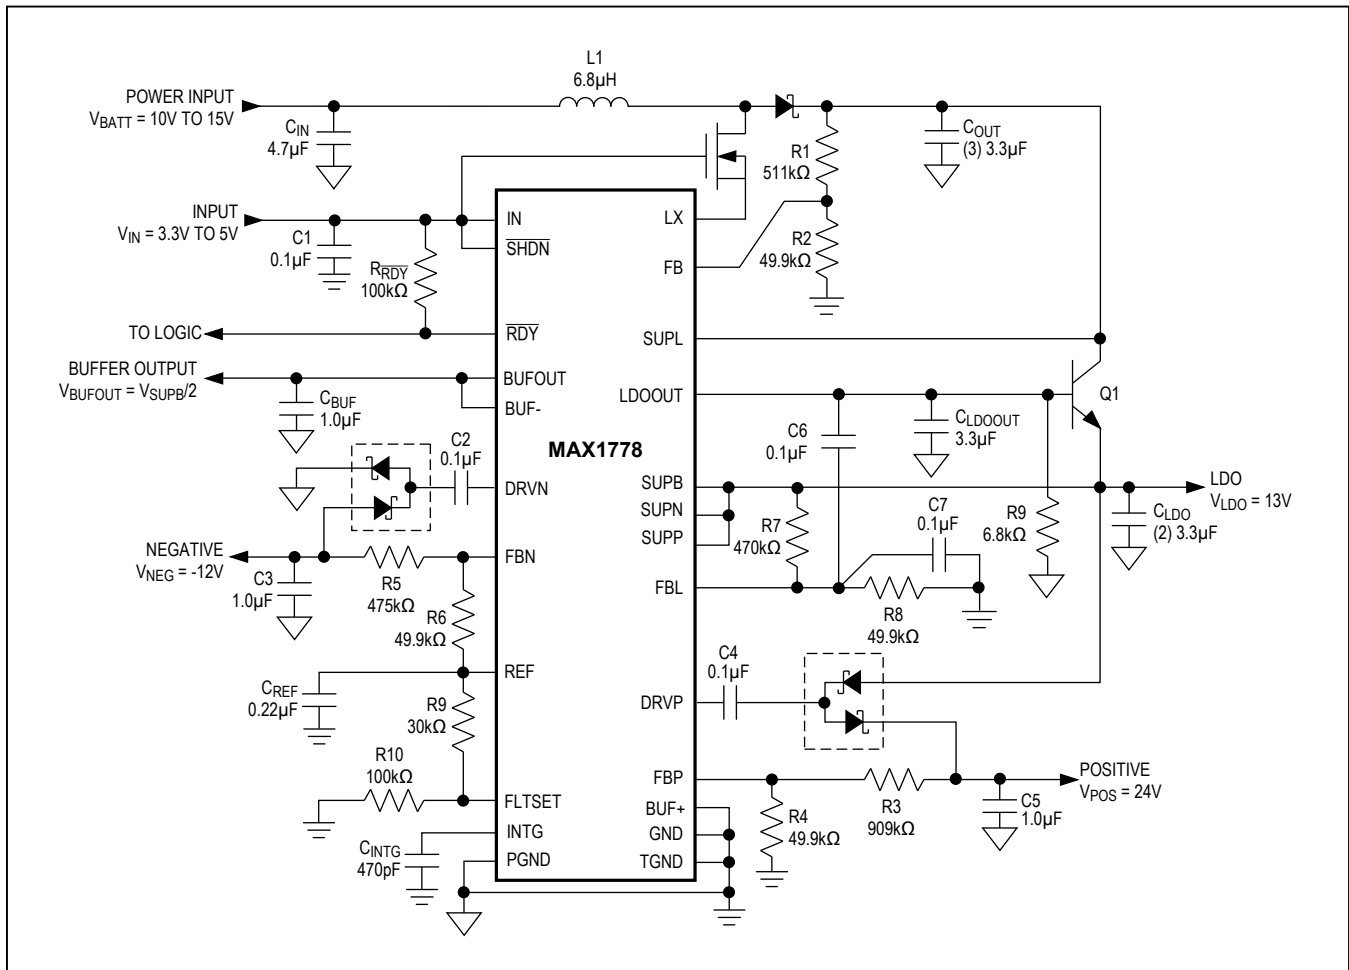 L1
6.8µH
POWER INPUT
VBATT = 10V TO 15V
CIN
4.7µF
R1
511kΩ
COUT
(3) 3.3µF
INPUT
VIN = 3.3V TO 5V
C1
0.1µF
RRDY
100kΩ
IN
SHDN
LX
FB
R2
49.9kΩ
TO LOGIC
RDY
SUPL
BUFFER OUTPUT
VBUFOUT = VSUPB/2
BUFOUT
BUF-
LDOOUT
Q1
CBUF
1.0µF
C6
0.1µF
CLDOOUT
3.3µF
MAX1778
C2
0.1µF
DRVN
SUPB
SUPN
SUPP
R7
470kΩ
C7
0.1µF
R9
6.8kΩ
LDO
VLDO = 13V
CLDO
(2) 3.3µF
NEGATIVE
VNEG = -12V
C3
1.0µF
R5
475kΩ
FBN
FBL
R8
49.9kΩ
R6
49.9kΩ
REF
CREF
0.22µF
R9
30kΩ
C4
0.1µF
DRVP
R10
100kΩ
FLTSET
FBP
R3
909kΩ
POSITIVE
VPOS = 24V
C5
1.0µF
R4
49.9kΩ
BUF+
GND
TGND
INTG
PGND
CINTG
470pF